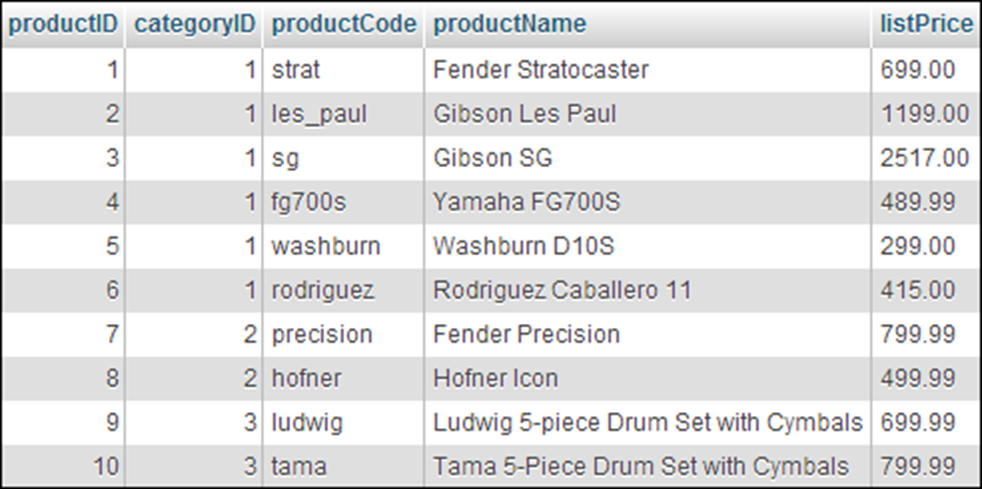 productID categoryID productCode productName listPrice
1 1 strat Fender Stratocaster 699.00
2 1 les_paul Gibson Les Paul 1199.00
3 1 sg Gibson SG 2517.00
4 1 fg700s Yamaha FG700S 489.99
5 1 washburn Washburn D10S 299.00
6 1 rodriguez Rodriguez Caballero 11 415.00
7 2 precision Fender Precision 799.99
8 2 hofner Hofner Icon 499.99
9 3 ludwig Ludwig 5-piece Drum Set with Cymbals 699.99
10 3 tama Tama 5-Piece Drum Set with Cymbals 799.99